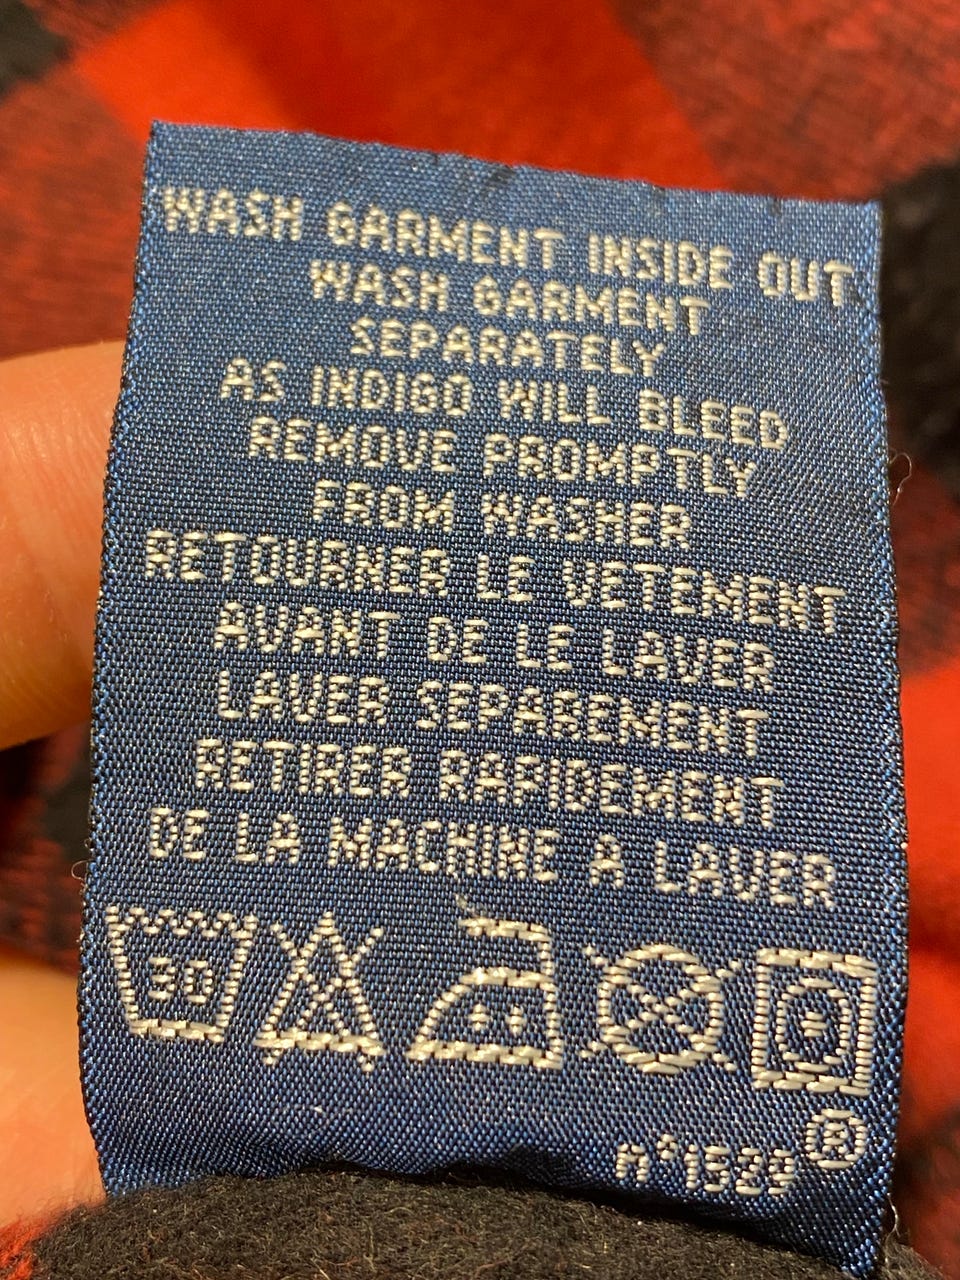 WASH GARMENT INSIDE OUT
WASH GARMENT
SEPARATELY
AS INDIGO WILL BLEED
REMOVE PROMPTLY
FROM WASHER
RETOURNER LE VETEMENT
AVANT DE LE LAVER
LAVER SEPAREMENT
RETIRER RAPIDEMENT
DE LA MACHINE A LAVER
30
®
n°1539